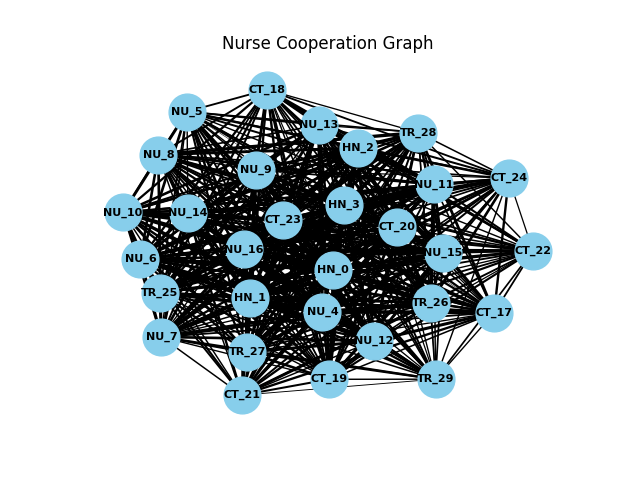 Nurse Cooperation Graph
CT_18
NU_5
NU_13
TR_28
HN_2
NU_8
NU_9
CT_24
NU_11
HN_3
NU_10
NU_14
CT_23
CT_20
NU_16
CT_22
NU_15
NU_6
HN_0
TR_25
HN_1
TR_26
NU_4
CT_17
NU_7
NU_12
TR_27
CT_19
TR_29
CT_21